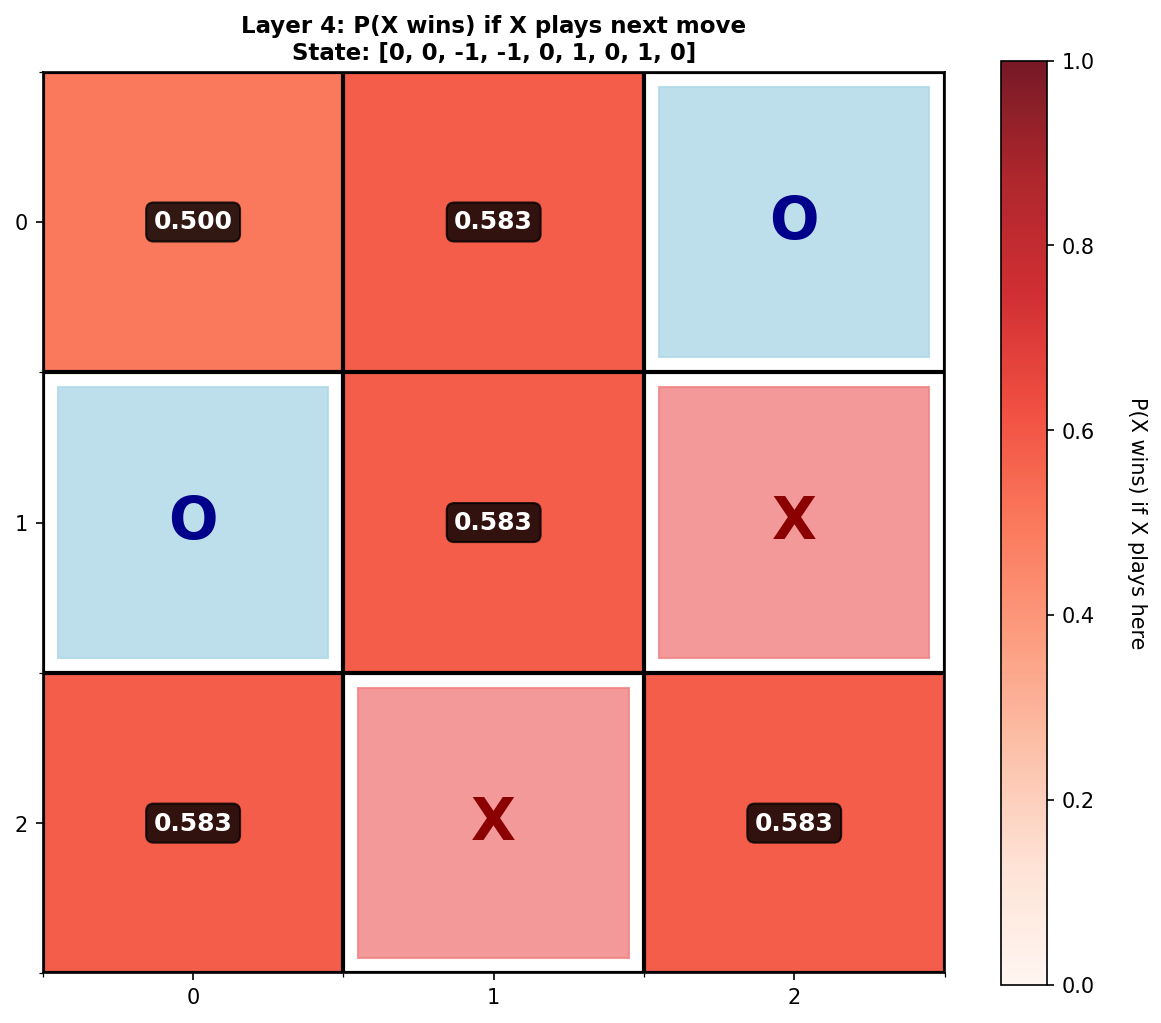 Layer 4: P(X wins) if X plays next move
State: [0, 0, -1, -1, 0, 1, 0, 1, 0]
0
0.500
0.583
O
1
O
0.583
X
2
0.583
X
0.583
0
1
2
1.0
0.8
0.6
0.4
0.2
0.0
P(X wins) if X plays here